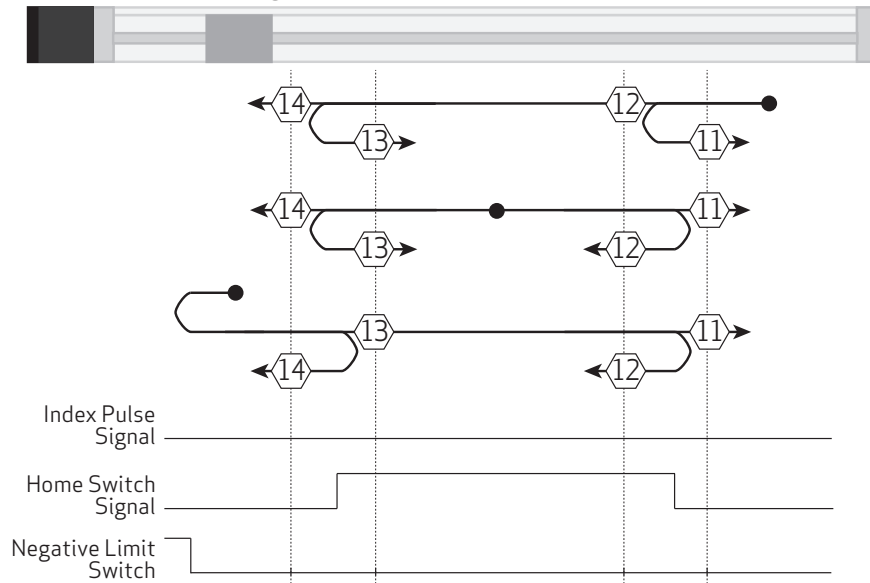 14
12
13
11
14
11
13
12
13
11
14
12
Index Pulse
Signal
Home Switch
Signal
Negative Limit
Switch